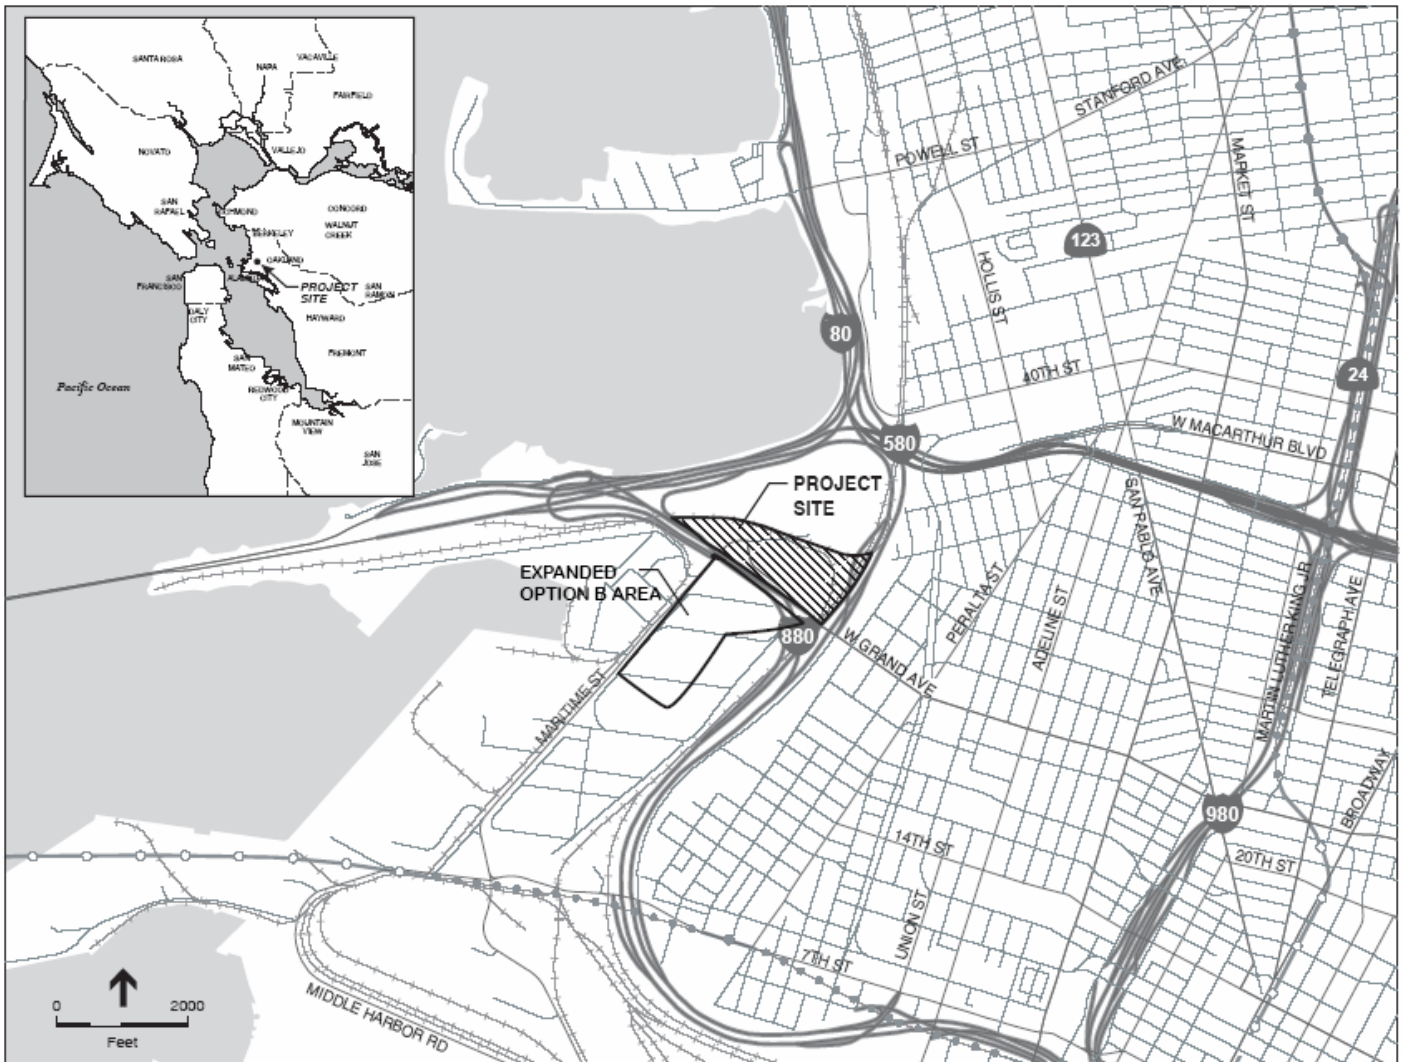 SANTA ROSA
NAPA
VACAVILLE
FAIRFIELD
NOVATO
VALLEJO
SAN
RAFAEL
CONCORD
BERKELEY
WALNUT
CREEK
OAKLAND
SAN
FRANCISCO
PROJECT
SITE
SAN
RAMON
DALY
CITY
HAYWARD
SAN
MATEO
FREMONT
Pacific Ocean
REDWOOD
CITY
MOUNTAIN
VIEW
SAN
JOSE
STANFORD AVE
POWELL ST
MARKET ST
123
HOLLIS ST
80
40TH ST
24
580
W MACARTHUR BLVD
PROJECT
SITE
SAN PABLO AVE
EXPANDED
OPTION B AREA
PERALTA ST
ADELINE ST
MARTIN LUTHER KING JR
TELEGRAPH AVE
880
W GRAND AVE
MARITIME ST
BROADWAY
980
14TH ST
20TH ST
UNION ST
7TH ST
MIDDLE HARBOR RD
0 2000
Feet